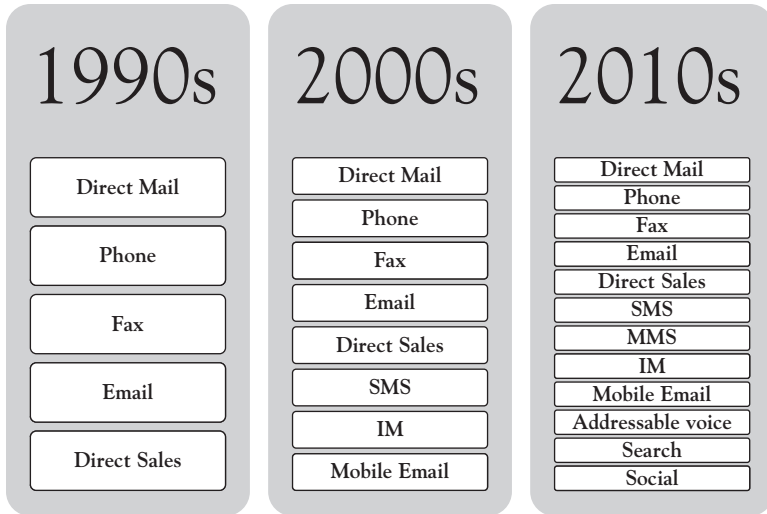 1990s
Direct Mail
Phone
Fax
Email
Direct Sales
2000s
Direct Mail
Phone
Fax
Email
Direct Sales
SMS
IM
Mobile Email
2010s
Direct Mail
Phone
Fax
Email
Direct Sales
SMS
MMS
IM
Mobile Email
Addressable voice
Search
Social